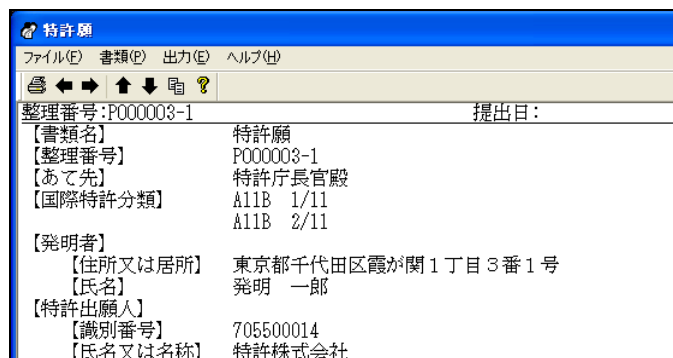 特許願
ファイル(F) 書類(P) 出力(E) ヘルプ(H)
整理番号:P000003-1 提出日:
【書類名】 特許願
【整理番号】 P000003-1
【あて先】 特許庁長官殿
【国際特許分類】 A11B 1/11
A11B 2/11
【発明者】
【住所又は居所】 東京都千代田区霞が関1丁目3番1号
【氏名】 発明 一郎
【特許出願人】
【識別番号】 705500014
【氏名又は名称】 特許株式会社